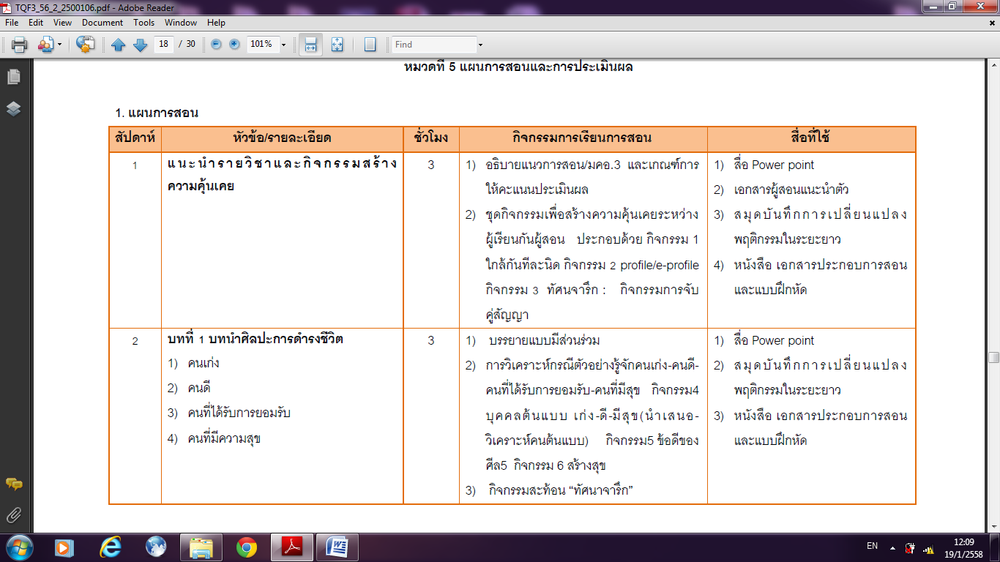 TQF3_56_2_2500106.pdf - Adobe Reader
File Edit View Document Tools Window Help
18 / 30 101% Find
หมวดที่ 5 แผนการสอนและการประเมินผล
1. แผนการสอน
สัปดาห์ หัวข้อ/รายละเอียด ชั่วโมง กิจกรรมการเรียนการสอน สื่อที่ใช้
1
แนะนำรายวิชาและกิจกรรมสร้าง
ความคุ้นเคย
3
1) อธิบายแนวการสอน/มคอ.3 และเกณฑ์การ
ให้คะแนนประเมินผล
2) ชุดกิจกรรมเพื่อสร้างความคุ้นเคยระหว่าง
ผู้เรียนกันผู้สอน ประกอบด้วย กิจกรรม 1
ใกล้กันทีละนิด กิจกรรม 2 profile/e-profile
กิจกรรม 3 ทัศนจารึก : กิจกรรมการจับ
คู่สัญญา
1) สื่อ Power point
2) เอกสารผู้สอนแนะนำตัว
3) สมุดบันทึกการเปลี่ยนแปลง
พฤติกรรมในระยะยาว
4) หนังสือ เอกสารประกอบการสอน
และแบบฝึกหัด
2
บทที่ 1 บทนำศิลปะการดำรงชีวิต
1) คนเก่ง
2) คนดี
3) คนที่ได้รับการยอมรับ
4) คนที่มีความสุข
3
1) บรรยายแบบมีส่วนร่วม
2) การวิเคราะห์กรณีตัวอย่างรู้จักคนเก่ง-คนดี-
คนที่ได้รับการยอมรับ-คนที่มีสุข กิจกรรม4
บุคคลต้นแบบ เก่ง-ดี-มีสุข(นำเสนอ-
วิเคราะห์คนต้นแบบ) กิจกรรม5 ข้อดีของ
ศีล5 กิจกรรม 6 สร้างสุข
3) กิจกรรมสะท้อน “ทัศนาจารึก”
1) สื่อ Power point
2) สมุดบันทึกการเปลี่ยนแปลง
พฤติกรรมในระยะยาว
3) หนังสือ เอกสารประกอบการสอน
และแบบฝึกหัด
EN
12:09
19/1/2558